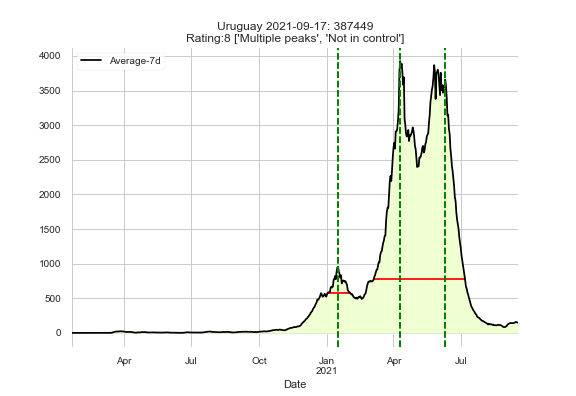 Uruguay 2021-09-17: 387449
Rating:8 ['Multiple peaks', 'Not in control']
Average-7d
4000
3500
3000
2500
2000
1500
1000
500
0
Apr
Jul
Oct
Jan
2021
Apr
Jul
Date